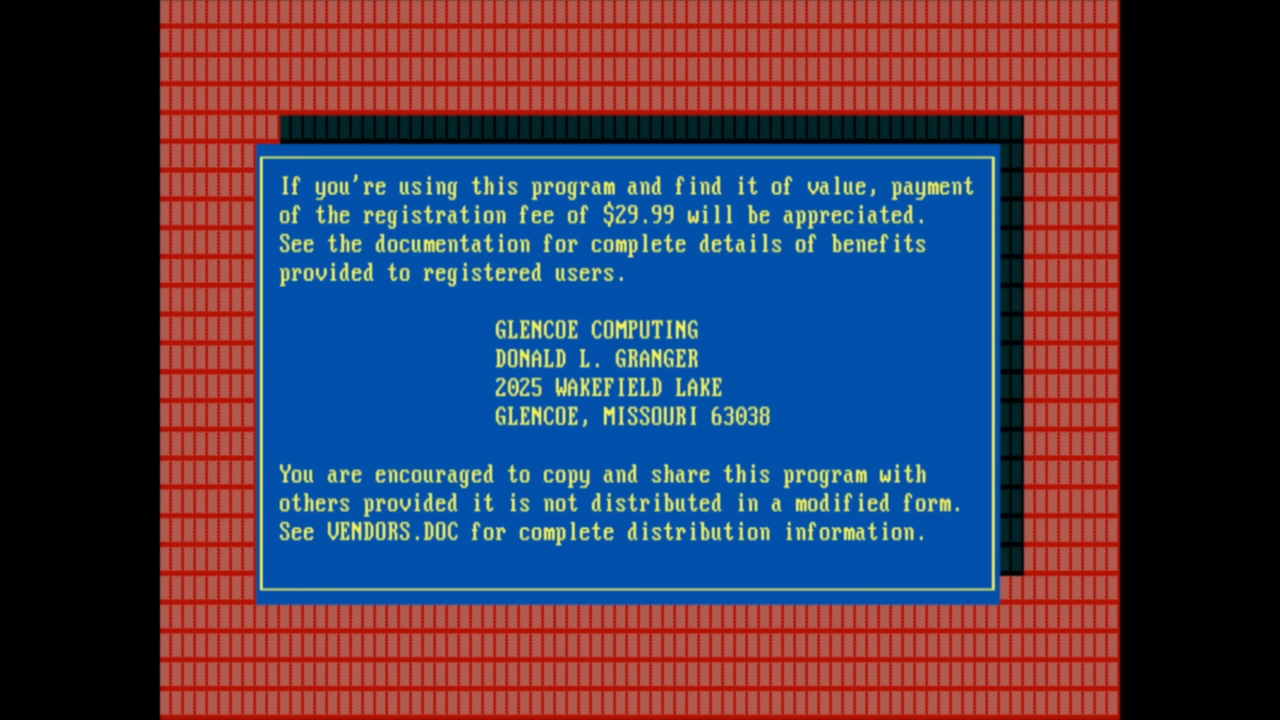 If you're using this program and find it of value, payment
of the registration fee of $29.99 will be appreciated.
See the documentation for complete details of benefits
provided to registered users.
GLENCOE COMPUTING
DONALD L. GRANGER
2025 WAKEFIELD LAKE
GLENCOE, MISSOURI 63038
You are encouraged to copy and share this program with
others provided it is not distributed in a modified form.
See VENDORS.DOC for complete distribution information.